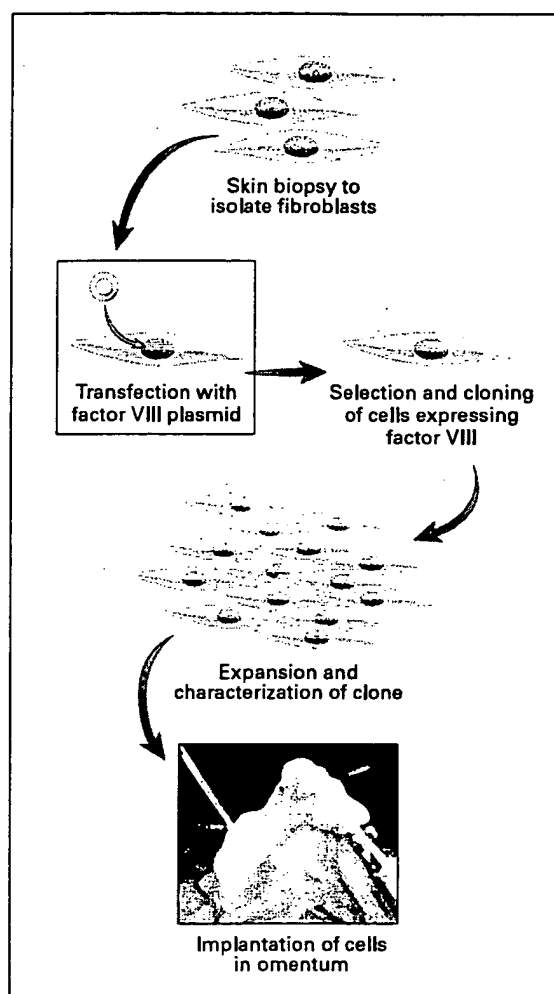 Skin biopsy to
isolate fibroblasts
Transfection with
factor VIII plasmid
Selection and cloning
of cells expressing
factor VIII
Expansion and
characterization of clone
Implantation of cells
in omentum